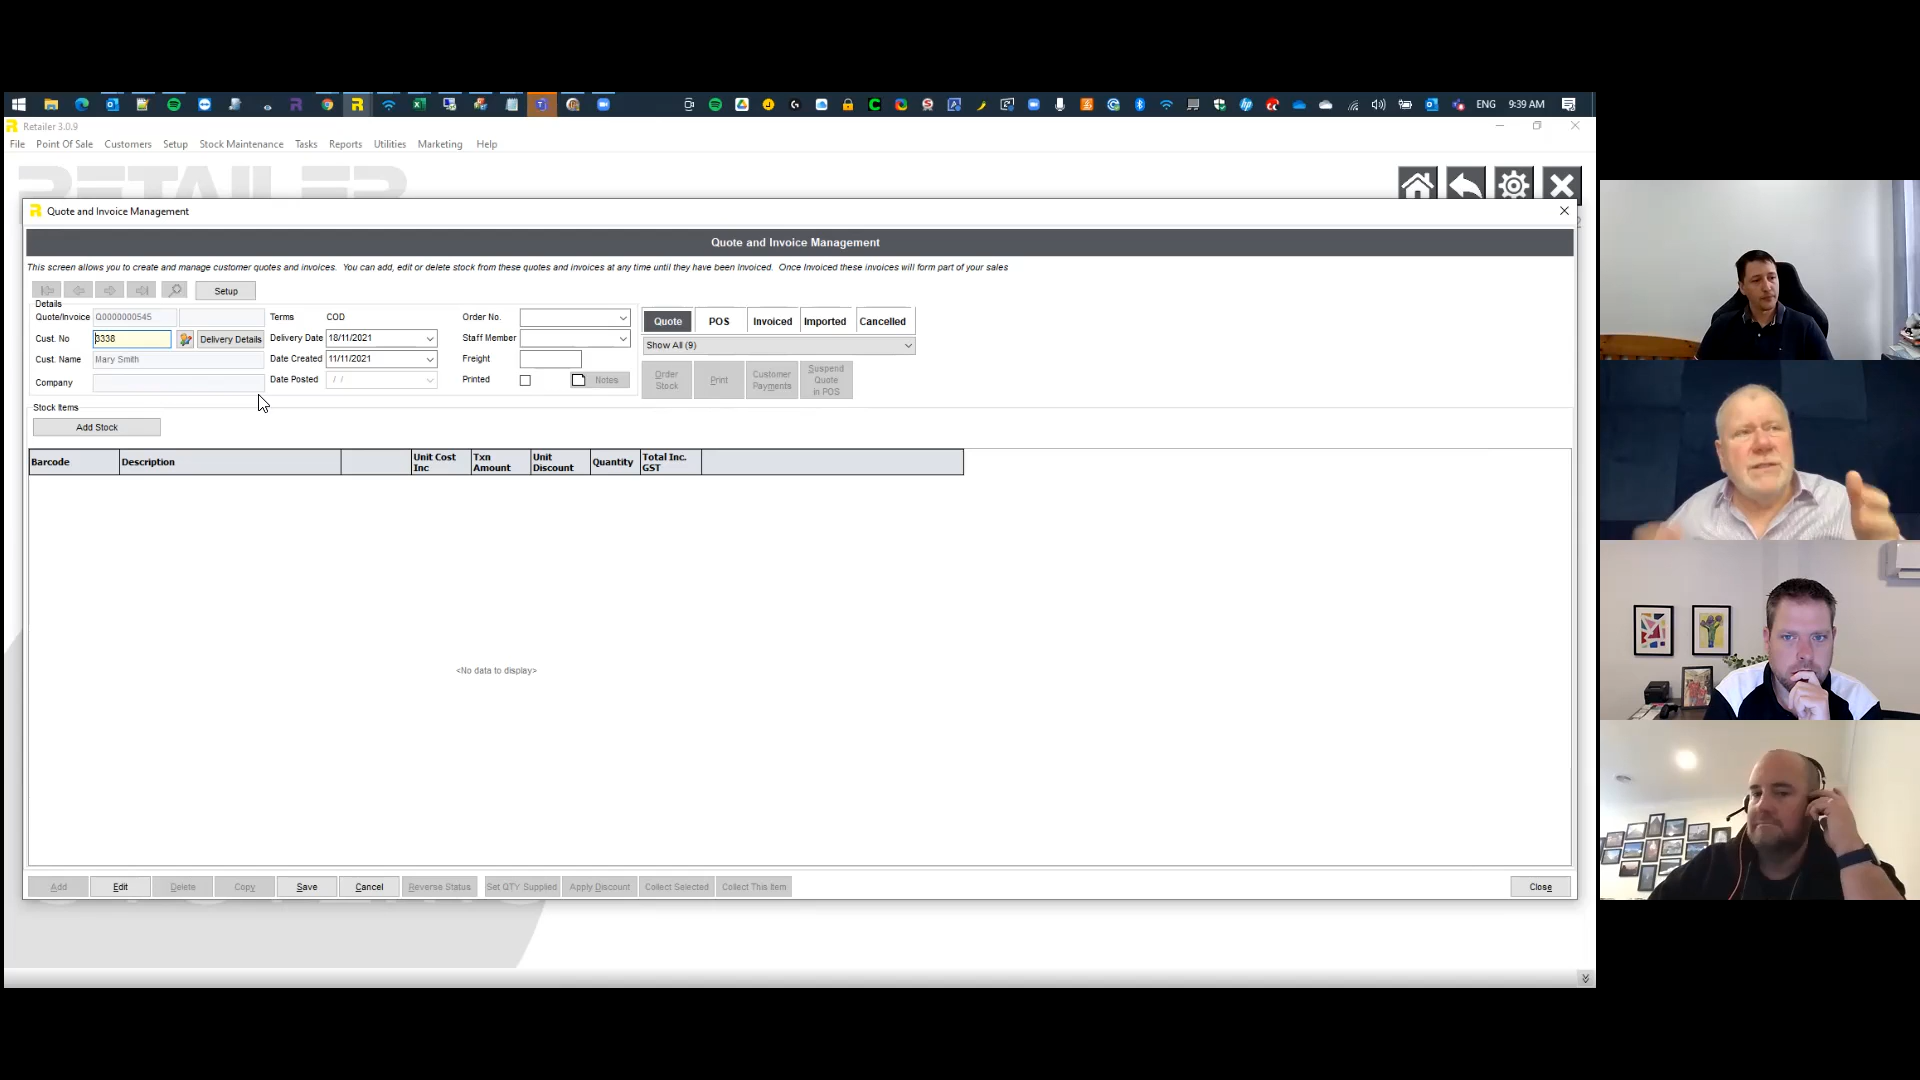 ENG 9:39 AM
Retailer 3.0.9
File Point Of Sale Customers Setup Stock Maintenance Tasks Reports Utilities Marketing Help
RETAILER
Quote and Invoice Management
Quote and Invoice Management
This screen allows you to create and manage customer quotes and invoices. You can add, edit or delete stock from these quotes and invoices at any time until they have been Invoiced. Once Invoiced these invoices will form part of your sales
Setup
Details
Quote/Invoice Q0000000545 Terms COD Order No.
Cust. No 3338 Delivery Details Delivery Date 18/11/2021 Staff Member
Cust. Name Mary Smith Date Created 11/11/2021 Freight
Company Date Posted / / Printed Notes
Quote POS Invoiced Imported Cancelled
Show All (9)
Order Stock Print Customer Payments Suspend Quote in POS
Stock Items
Add Stock
Barcode Description Unit Cost Inc Txn Amount Unit Discount Quantity Total Inc. GST
<No data to display>
Add Edit Delete Copy Save Cancel Reverse Status Set QTY Supplied Apply Discount Collect Selected Collect This Item Close